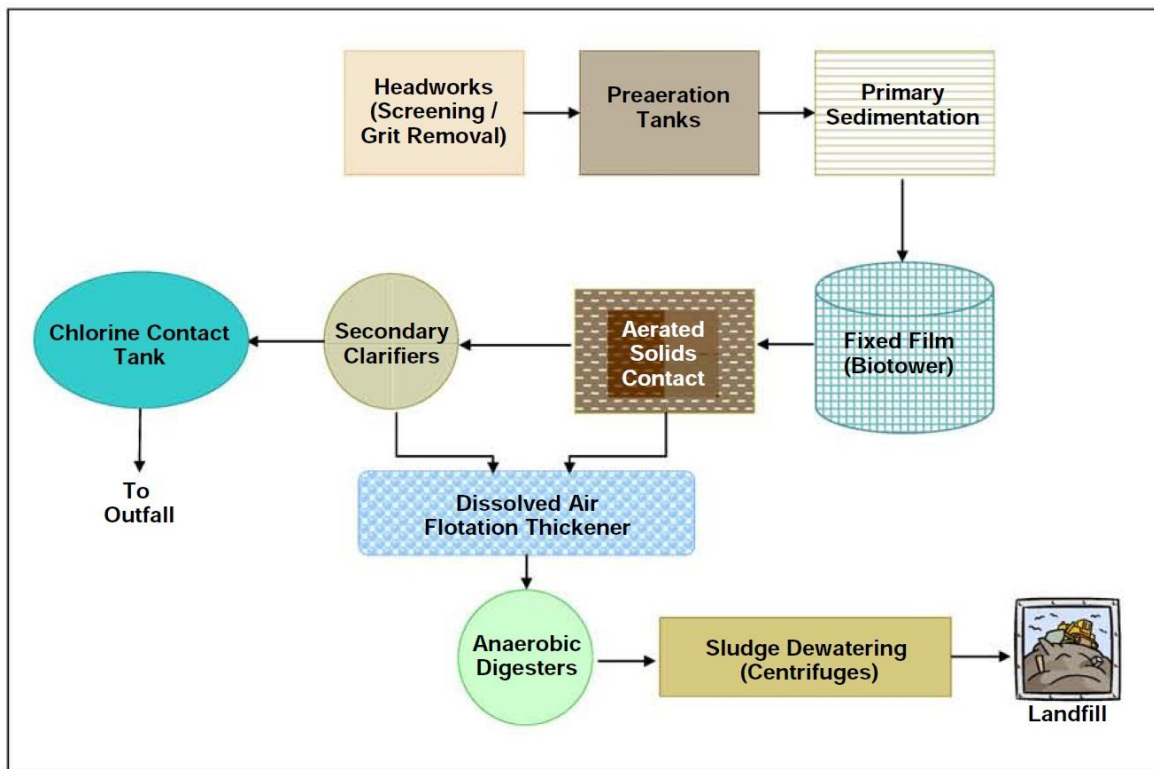 Headworks
(Screening /
Grit Removal)
Preaeration
Tanks
Primary
Sedimentation
Chlorine Contact
Tank
Secondary
Clarifiers
Aerated
Solids
Contact
Fixed Film
(Biotower)
To
Outfall
Dissolved Air
Flotation Thickener
Anaerobic
Digesters
Sludge Dewatering
(Centrifuges)
Landfill